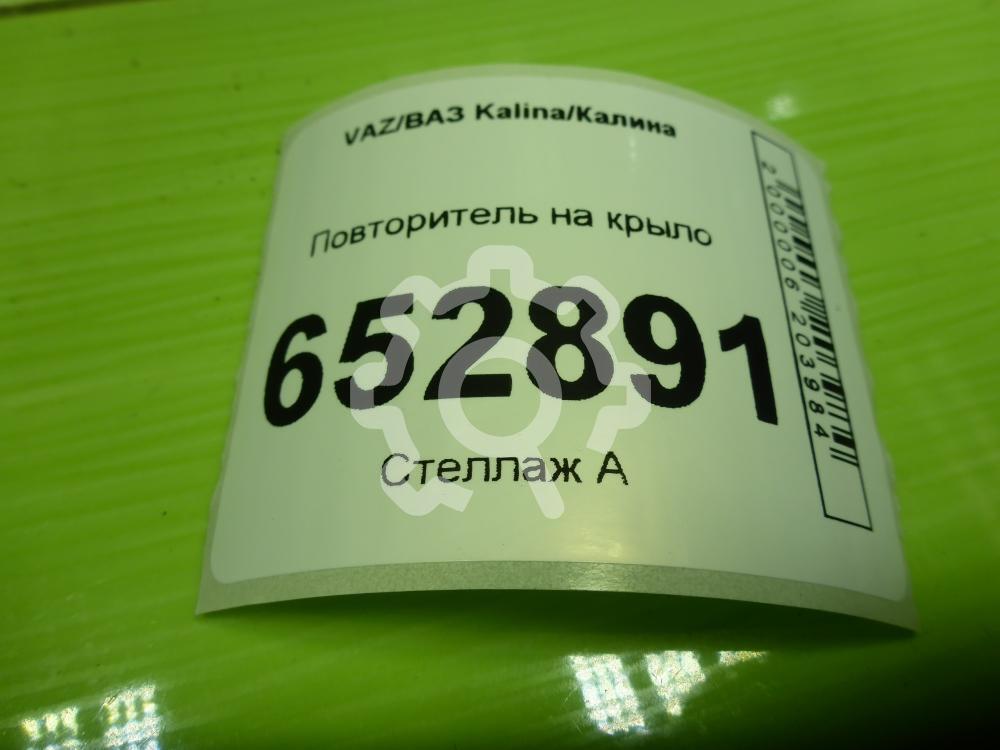 VAZ/ВАЗ Kalina/Калина
Повторитель на крыло
652891
Стеллаж А
2000006203984